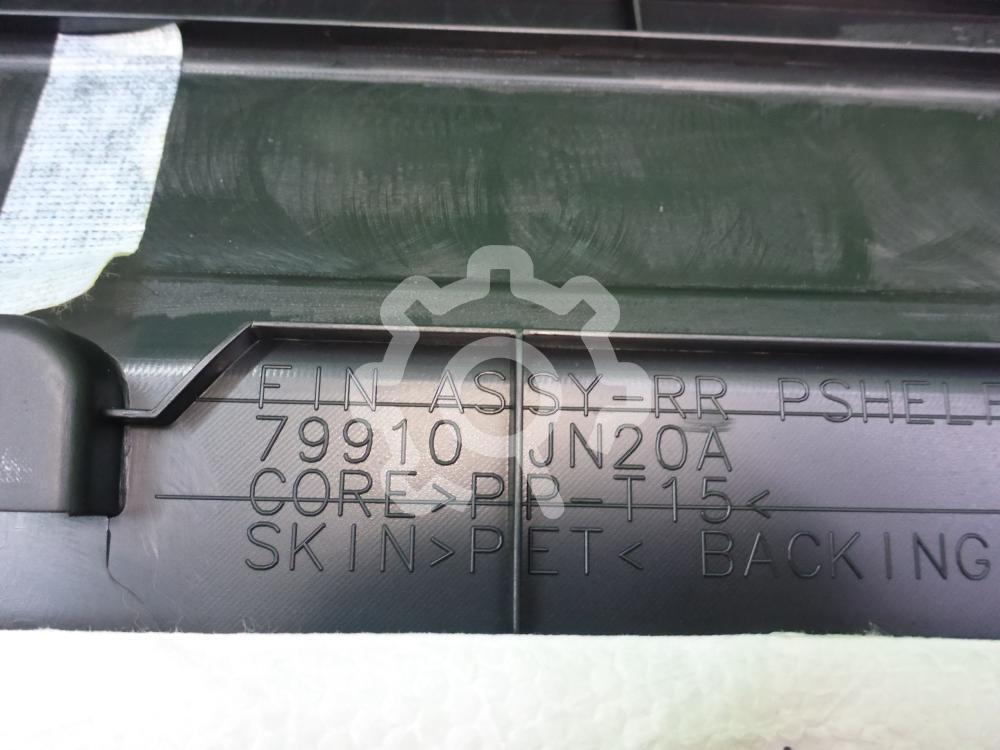 FIN ASSY-RR PSHELF
79910 JN20A
CORE>PP-T15<
SKIN>PET< BACKING